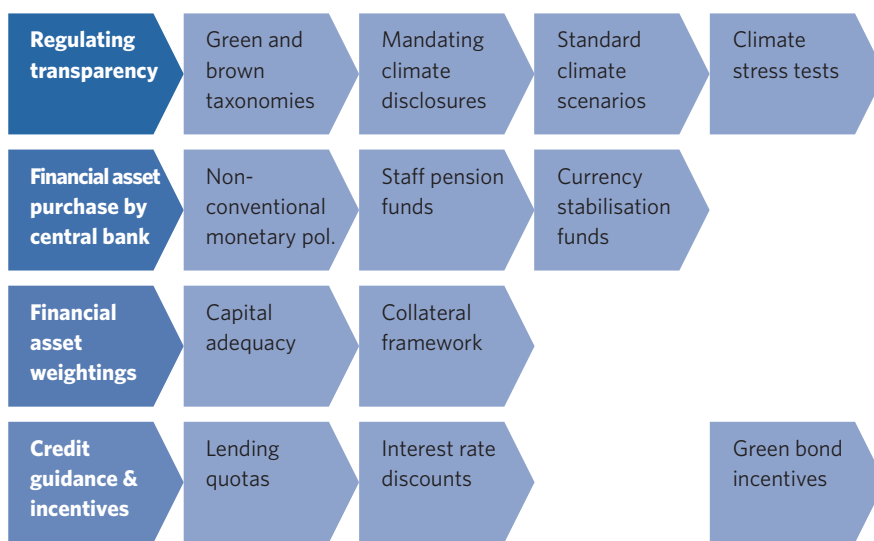 Regulating
transparency
Green and
brown
taxonomies
Mandating
climate
disclosures
Standard
climate
scenarios
Climate
stress tests
Financial asset
purchase by
central bank
Non-
conventional
monetary pol.
Staff pension
funds
Currency
stabilisation
funds
Financial
asset
weightings
Capital
adequacy
Collateral
framework
Credit
guidance &
incentives
Lending
quotas
Interest rate
discounts
Green bond
incentives